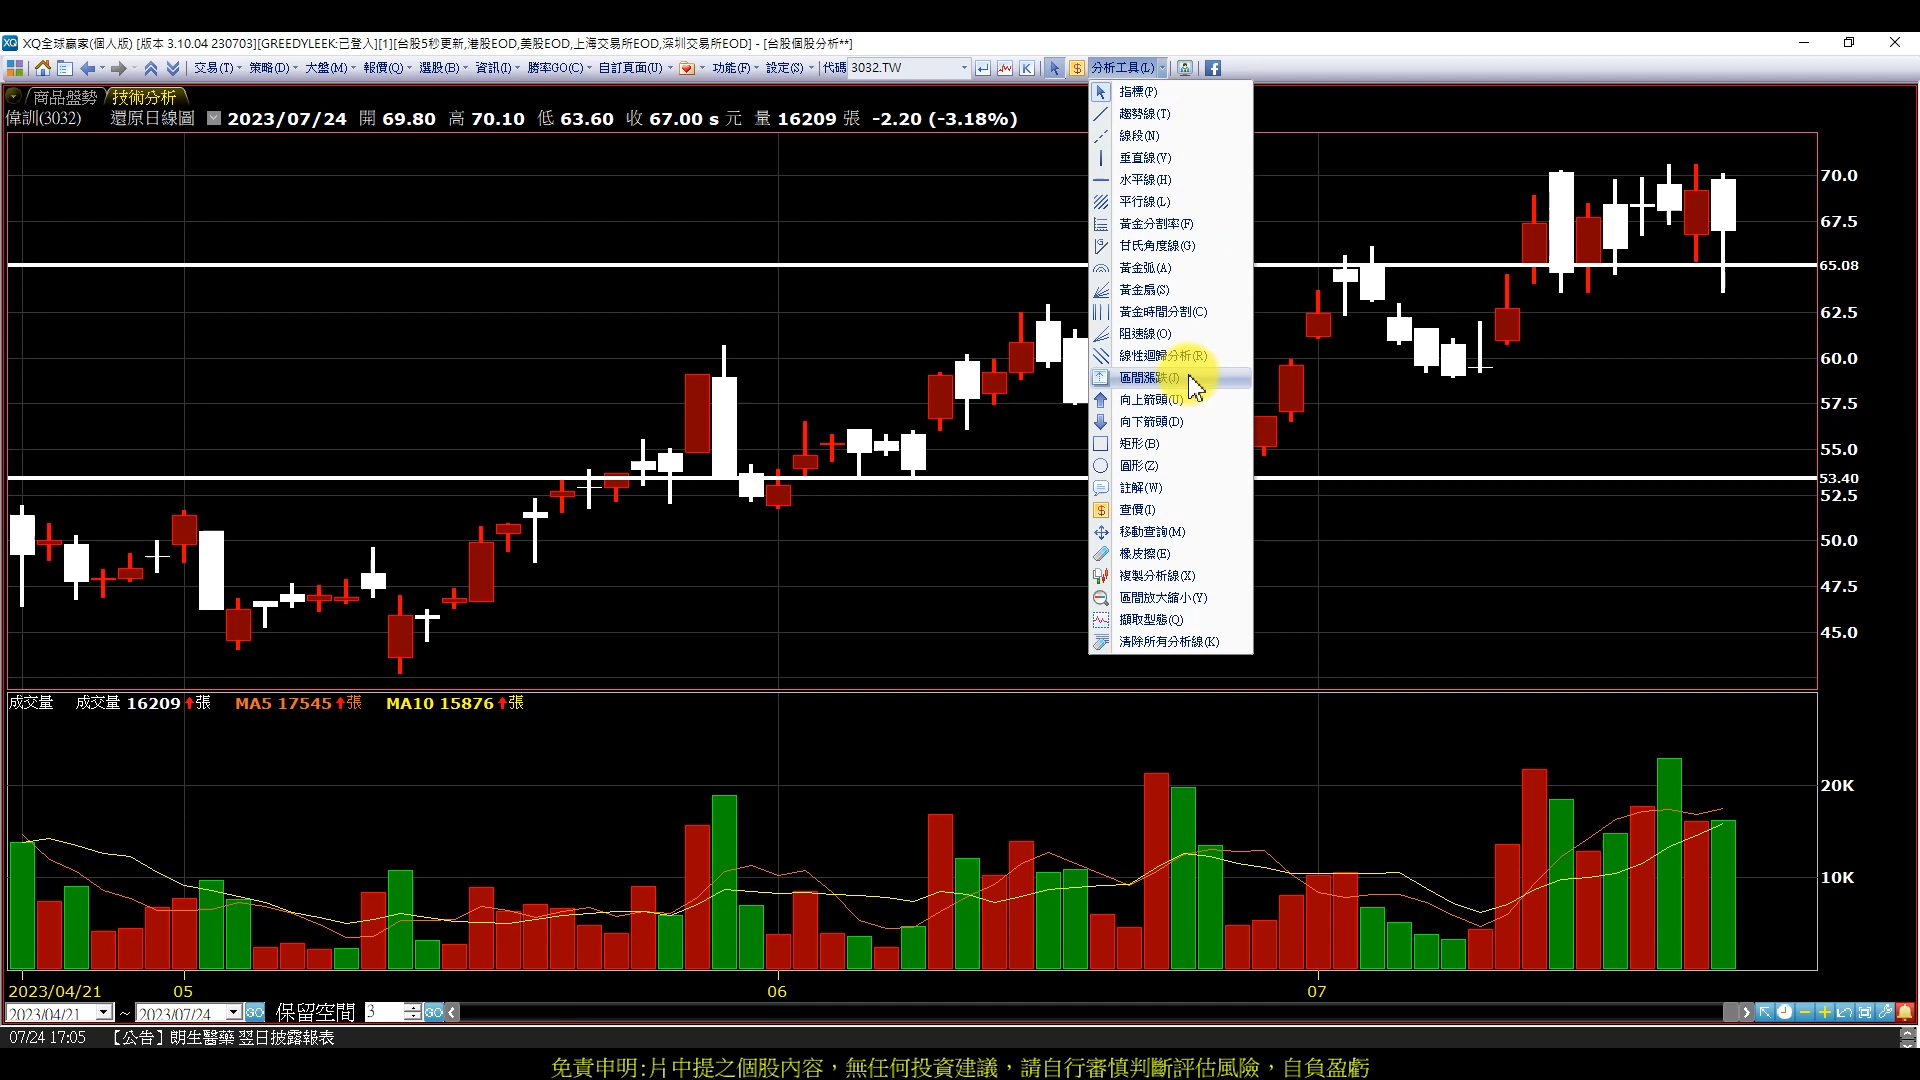 XQ全球贏家(個人版) [版本 3.10.04 230703][GREEDYLEEK:已登入][1][台股5秒更新,港股EOD,美股EOD,上海交易所EOD,深圳交易所EOD] - [台股個股分析**]
交易(T) 策略(D) 大盤(M) 報價(Q) 選股(B) 資訊(I) 勝率GO(C) 自訂頁面(U) 功能(F) 設定(S) 代碼 3032.TW K $ 分析工具(L)
商品盤勢 技術分析
偉訓(3032) 還原日線圖 2023/07/24 開 69.80 高 70.10 低 63.60 收 67.00 s 元 量 16209 張 -2.20 (-3.18%)
指標(P)
趨勢線(T)
線段(N)
垂直線(V)
水平線(H)
平行線(L)
黃金分割率(F)
甘氏角度線(G)
黃金弧(A)
黃金扇(S)
黃金時間分割(C)
阻速線(O)
線性迴歸分析(R)
區間漲跌(J)
向上箭頭(U)
向下箭頭(D)
矩形(B)
圓形(Z)
註解(W)
查價(I)
移動查詢(M)
橡皮擦(E)
複製分析線(X)
區間放大縮小(Y)
擷取型態(Q)
清除所有分析線(K)
70.0
67.5
65.08
62.5
60.0
57.5
55.0
53.40
52.5
50.0
47.5
45.0
成交量 成交量 16209 張 MA5 17545 張 MA10 15876 張
20K
10K
2023/04/21 05 06 07
2023/04/21 ~ 2023/07/24 GO 保留空間 3 GO
07/24 17:05 【公告】朗生醫藥 翌日披露報表
免責申明:片中提之個股內容，無任何投資建議，請自行審慎判斷評估風險，自負盈虧